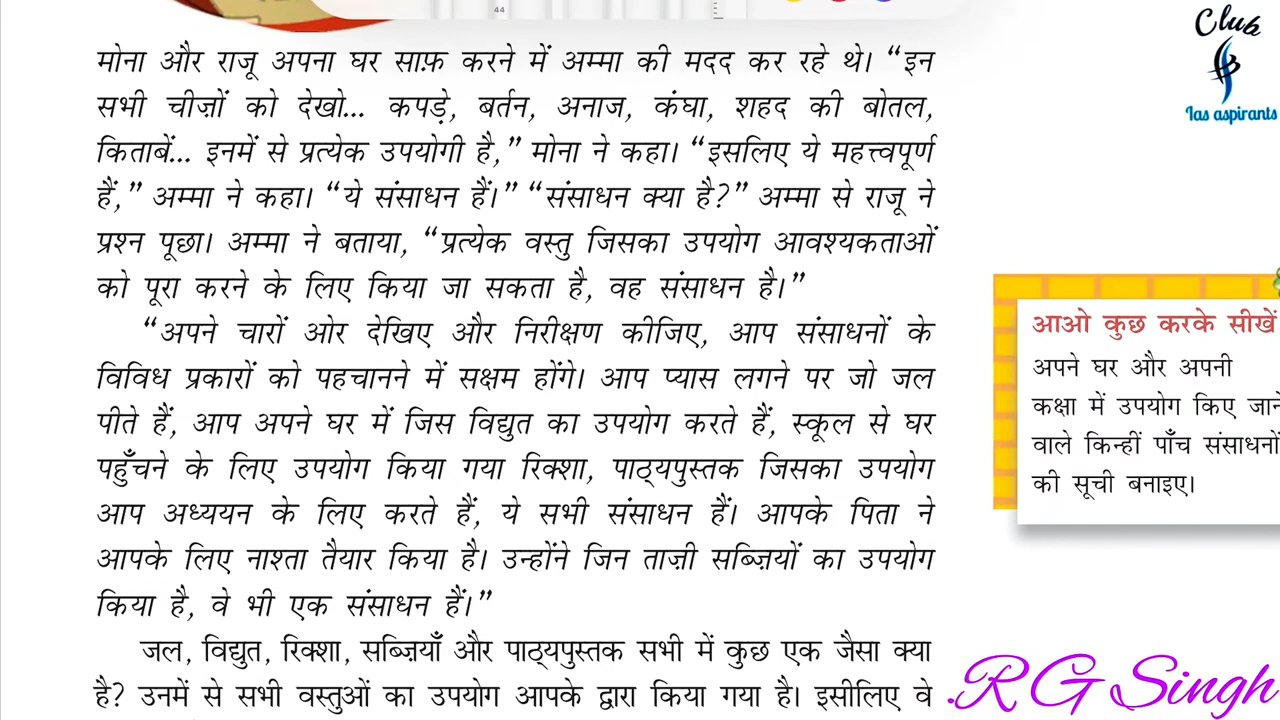 44
Club
Ias aspirants
मोना और राजू अपना घर साफ़ करने में अम्मा की मदद कर रहे थे। “इन
सभी चीज़ों को देखो... कपड़े, बर्तन, अनाज, कंघा, शहद की बोतल,
किताबें... इनमें से प्रत्येक उपयोगी है,” मोना ने कहा। “इसलिए ये महत्त्वपूर्ण
हैं,” अम्मा ने कहा। “ये संसाधन हैं।” “संसाधन क्या है?” अम्मा से राजू ने
प्रश्न पूछा। अम्मा ने बताया, “प्रत्येक वस्तु जिसका उपयोग आवश्यकताओं
को पूरा करने के लिए किया जा सकता है, वह संसाधन है।”
“अपने चारों ओर देखिए और निरीक्षण कीजिए, आप संसाधनों के
विविध प्रकारों को पहचानने में सक्षम होंगे। आप प्यास लगने पर जो जल
पीते हैं, आप अपने घर में जिस विद्युत का उपयोग करते हैं, स्कूल से घर
पहुँचने के लिए उपयोग किया गया रिक्शा, पाठ्यपुस्तक जिसका उपयोग
आप अध्ययन के लिए करते हैं, ये सभी संसाधन हैं। आपके पिता ने
आपके लिए नाश्ता तैयार किया है। उन्होंने जिन ताज़ी सब्ज़ियों का उपयोग
किया है, वे भी एक संसाधन हैं।”
जल, विद्युत, रिक्शा, सब्ज़ियाँ और पाठ्यपुस्तक सभी में कुछ एक जैसा क्या
है? उनमें से सभी वस्तुओं का उपयोग आपके द्वारा किया गया है। इसीलिए वे
आओ कुछ करके सीखें
अपने घर और अपनी
कक्षा में उपयोग किए जाने
वाले किन्हीं पाँच संसाधनों
की सूची बनाइए।
.RG Singh